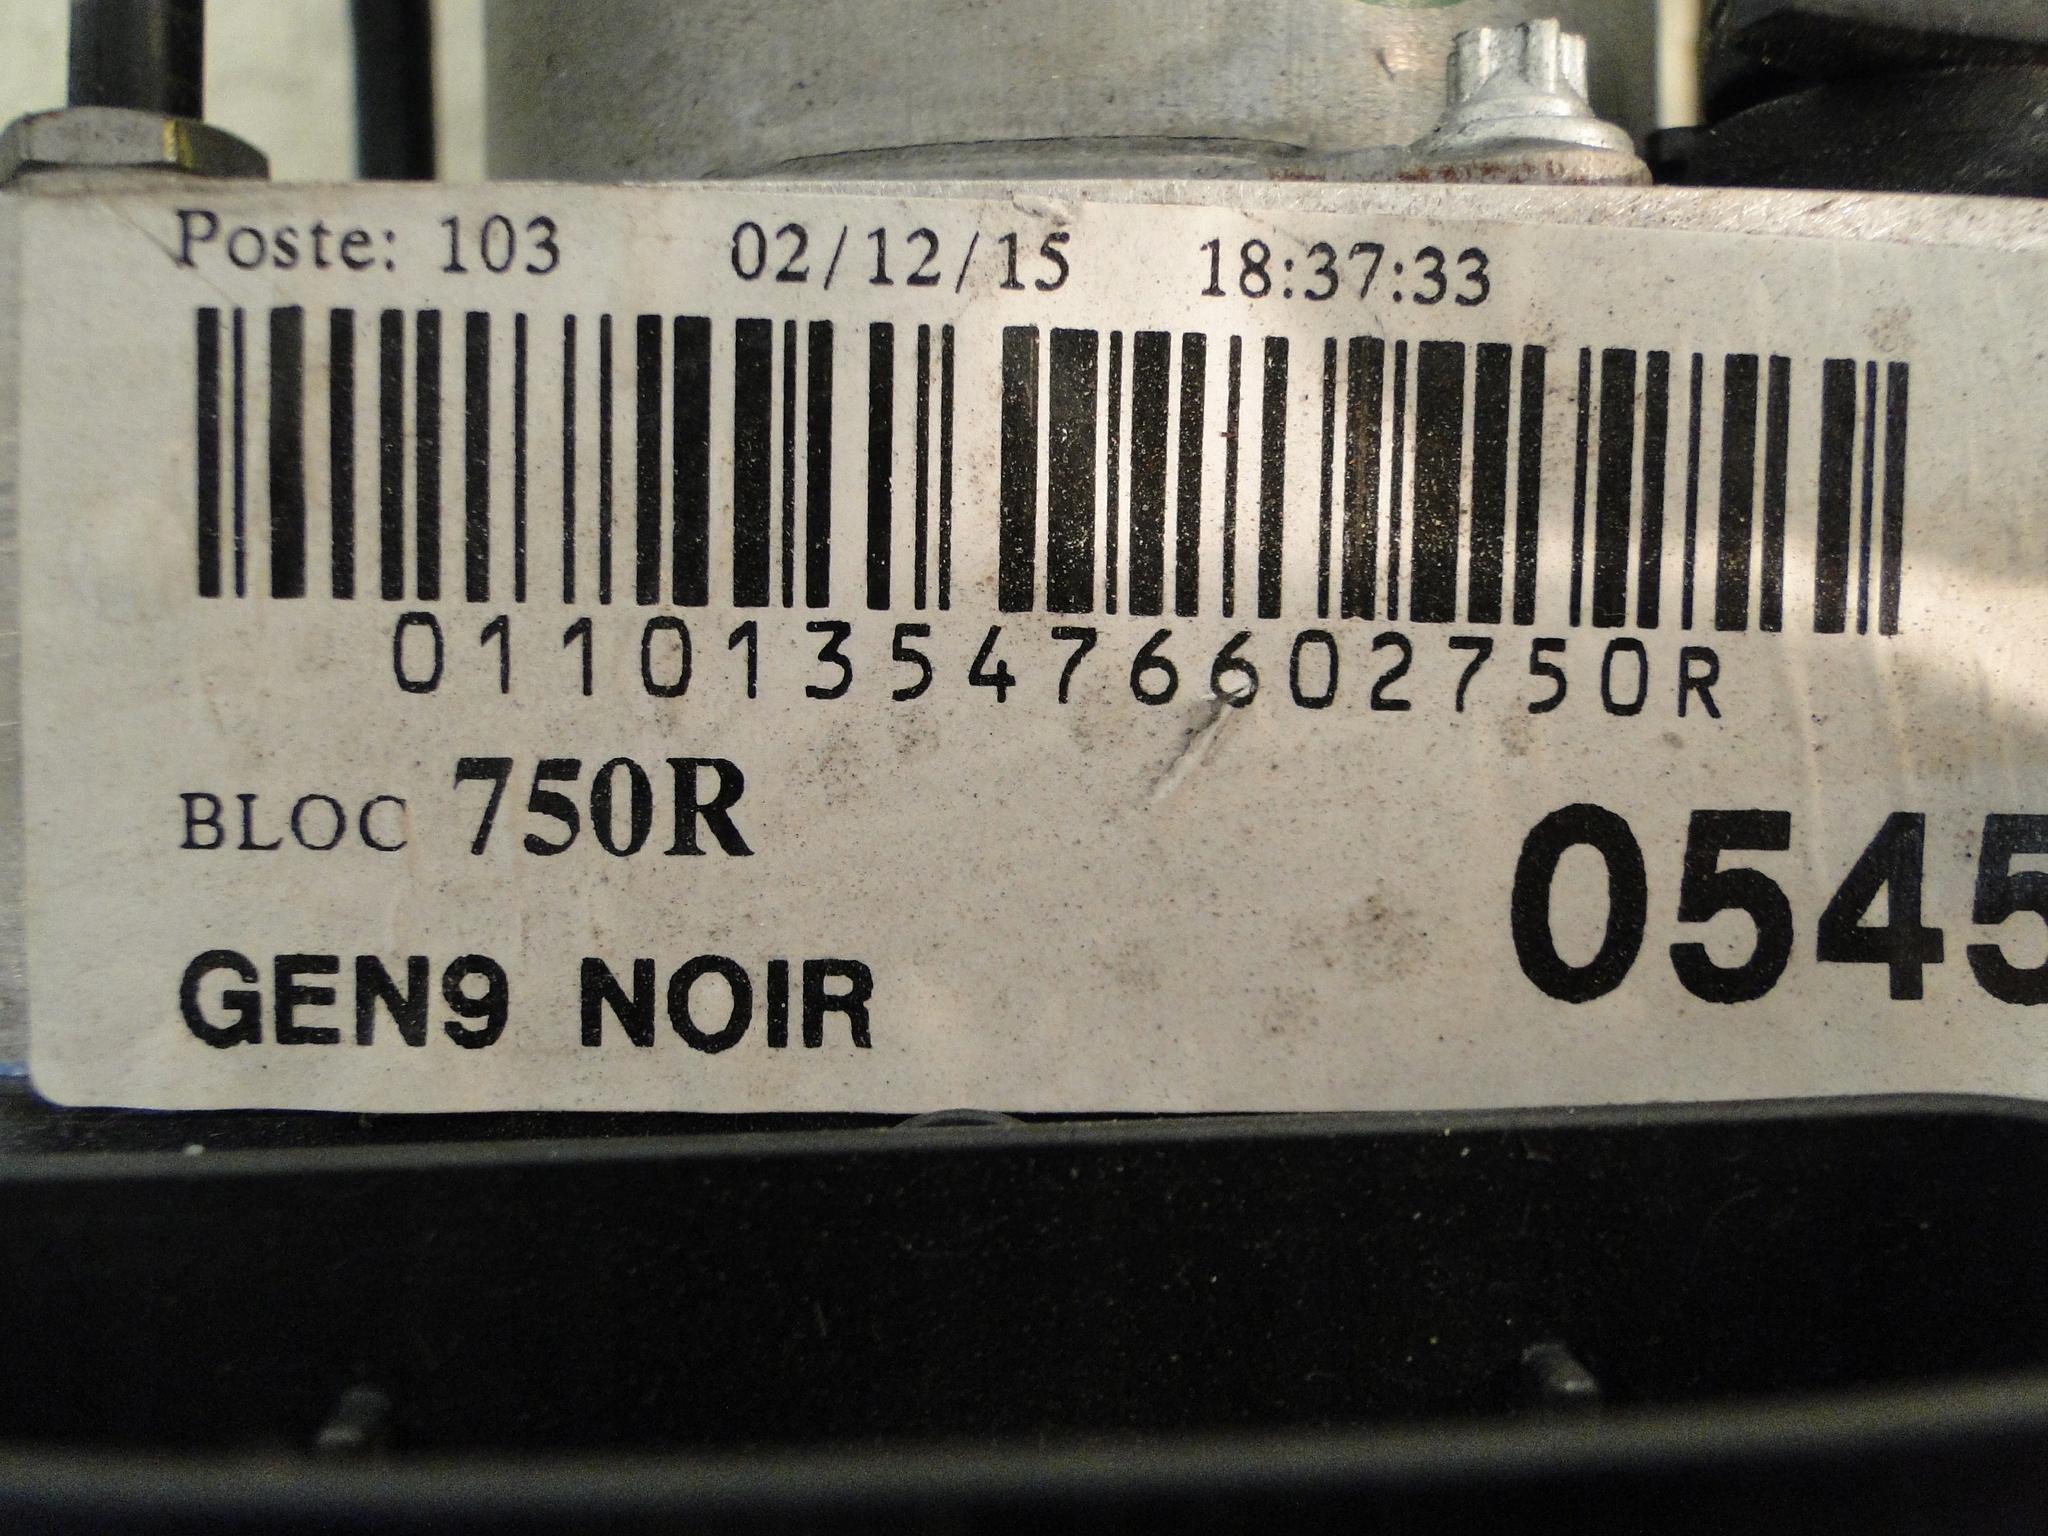 Poste: 103 02/12/15 18:37:33
0110135476602750R
BLOC 750R
0545
GEN9 NOIR